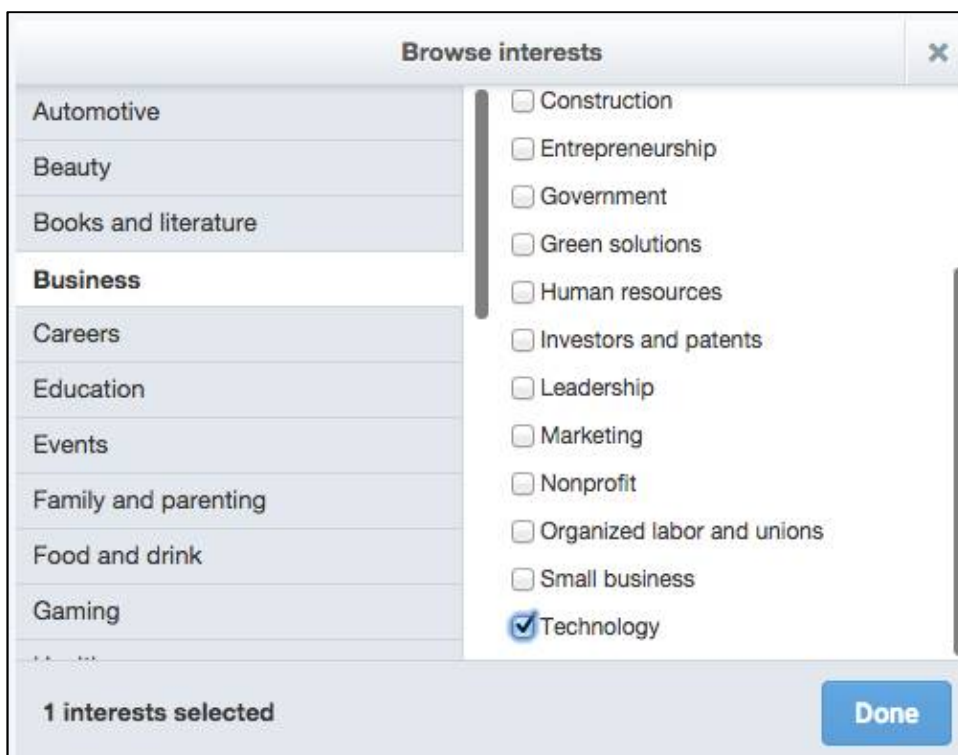 Browse interests ×
Automotive
Beauty
Books and literature
Business
Careers
Education
Events
Family and parenting
Food and drink
Gaming
Construction
Entrepreneurship
Government
Green solutions
Human resources
Investors and patents
Leadership
Marketing
Nonprofit
Organized labor and unions
Small business
Technology
1 interests selected
Done